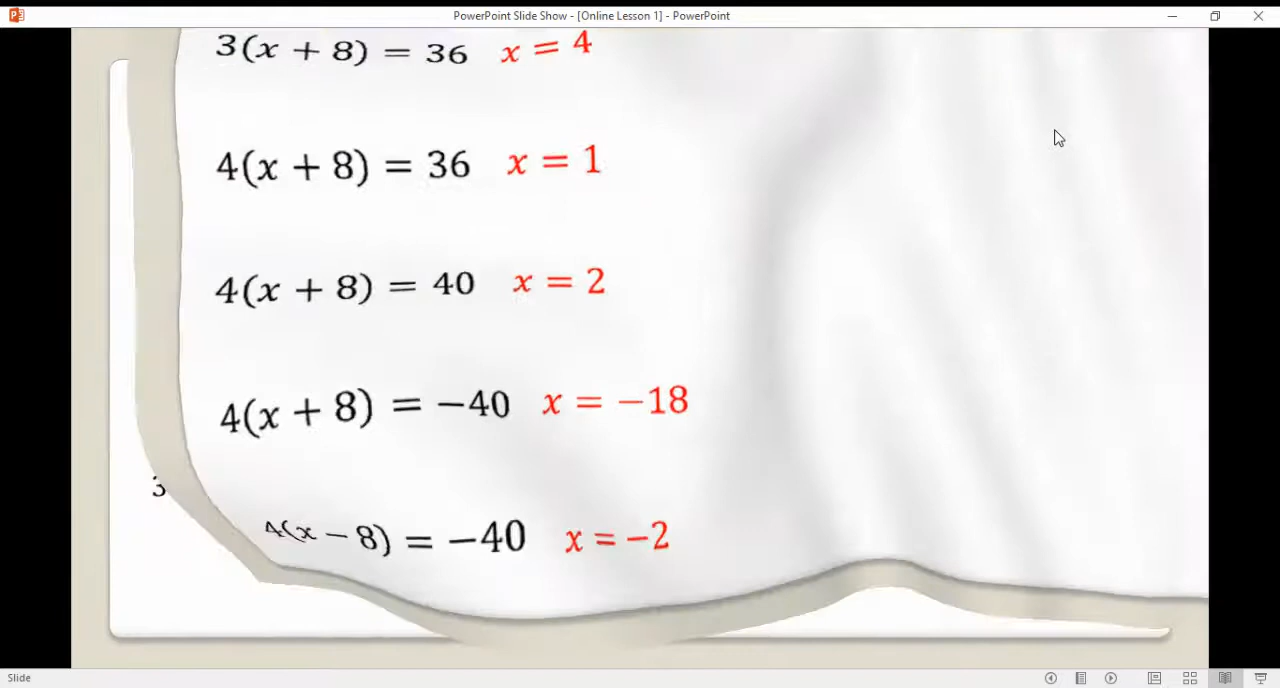 PowerPoint Slide Show - [Online Lesson 1] - PowerPoint
3(x + 8) = 36 x = 4
4(x + 8) = 36 x = 1
4(x + 8) = 40 x = 2
4(x + 8) = −40 x = −18
3
4(x − 8) = −40 x = −2
Slide